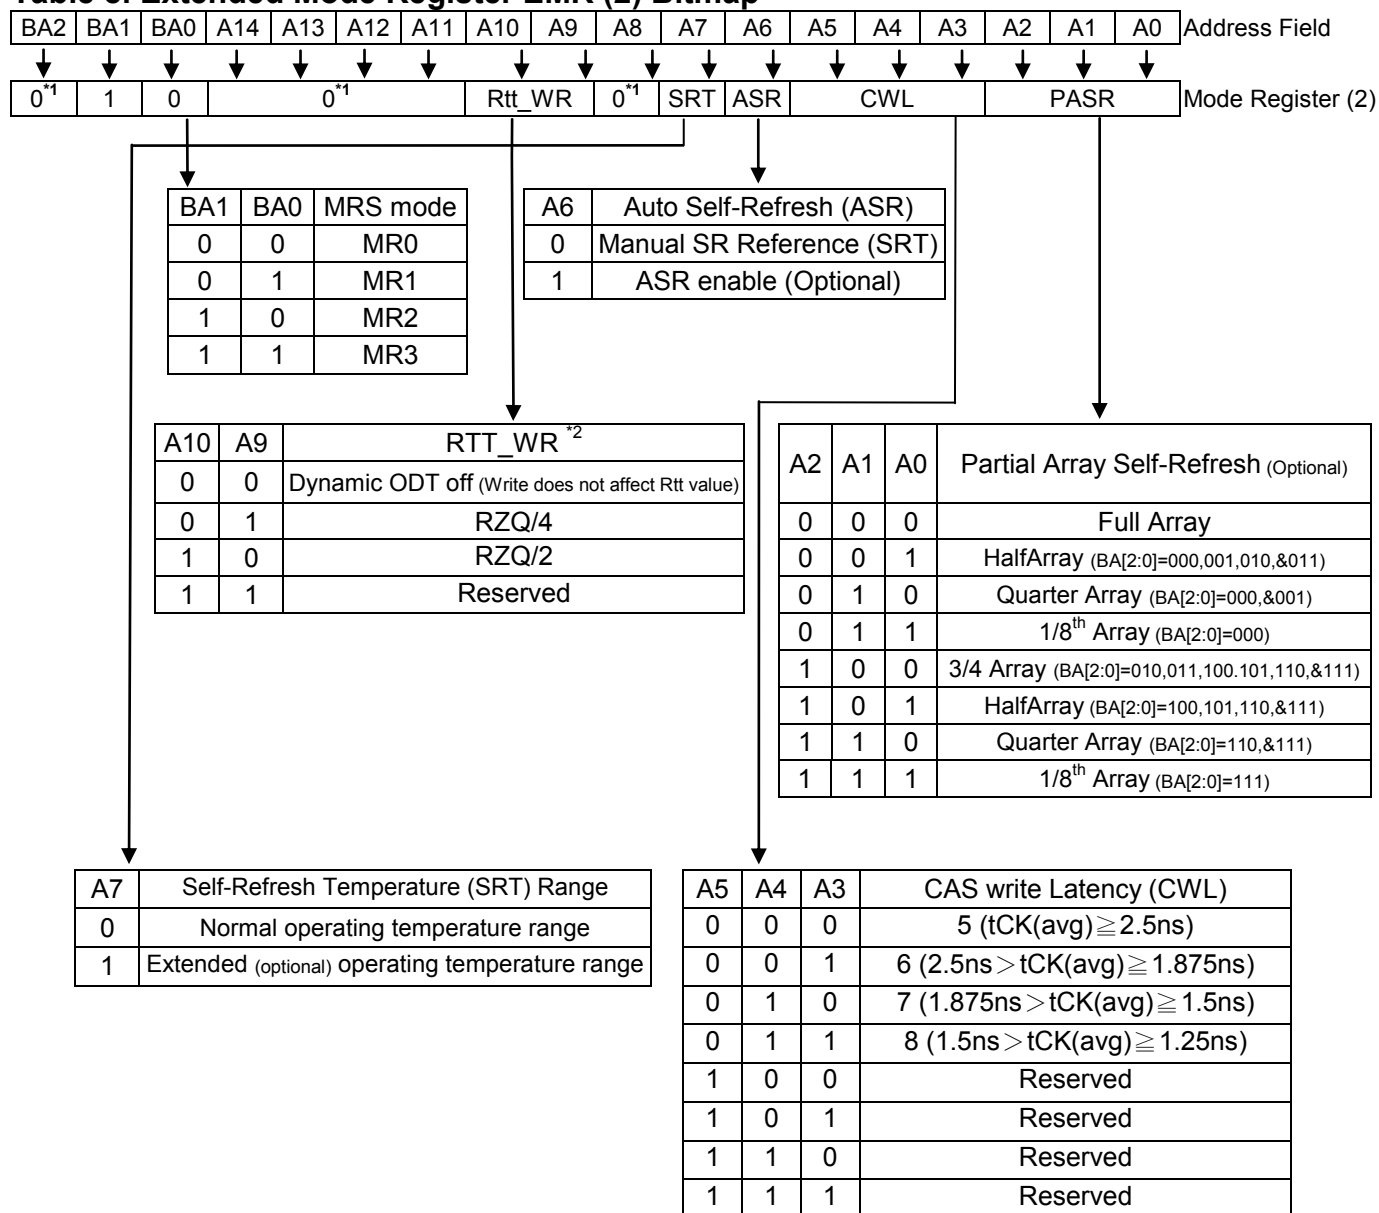 Table 8. Extended Mode Register EMR (2) Bitmap
BA2 BA1 BA0 A14 A13 A12 A11 A10 A9 A8 A7 A6 A5 A4 A3 A2 A1 A0 Address Field
0*1 1 0 0*1 Rtt_WR 0*1 SRT ASR CWL PASR Mode Register (2)
BA1 BA0 MRS mode
0 0 MR0
0 1 MR1
1 0 MR2
1 1 MR3
A6 Auto Self-Refresh (ASR)
0 Manual SR Reference (SRT)
1 ASR enable (Optional)
A10 A9 RTT_WR *2
0 0 Dynamic ODT off (Write does not affect Rtt value)
0 1 RZQ/4
1 0 RZQ/2
1 1 Reserved
A2 A1 A0 Partial Array Self-Refresh (Optional)
0 0 0 Full Array
0 0 1 HalfArray (BA[2:0]=000,001,010,&011)
0 1 0 Quarter Array (BA[2:0]=000,&001)
0 1 1 1/8th Array (BA[2:0]=000)
1 0 0 3/4 Array (BA[2:0]=010,011,100.101,110,&111)
1 0 1 HalfArray (BA[2:0]=100,101,110,&111)
1 1 0 Quarter Array (BA[2:0]=110,&111)
1 1 1 1/8th Array (BA[2:0]=111)
A7 Self-Refresh Temperature (SRT) Range
0 Normal operating temperature range
1 Extended (optional) operating temperature range
A5 A4 A3 CAS write Latency (CWL)
0 0 0 5 (tCK(avg)≧2.5ns)
0 0 1 6 (2.5ns>tCK(avg)≧1.875ns)
0 1 0 7 (1.875ns>tCK(avg)≧1.5ns)
0 1 1 8 (1.5ns>tCK(avg)≧1.25ns)
1 0 0 Reserved
1 0 1 Reserved
1 1 0 Reserved
1 1 1 Reserved